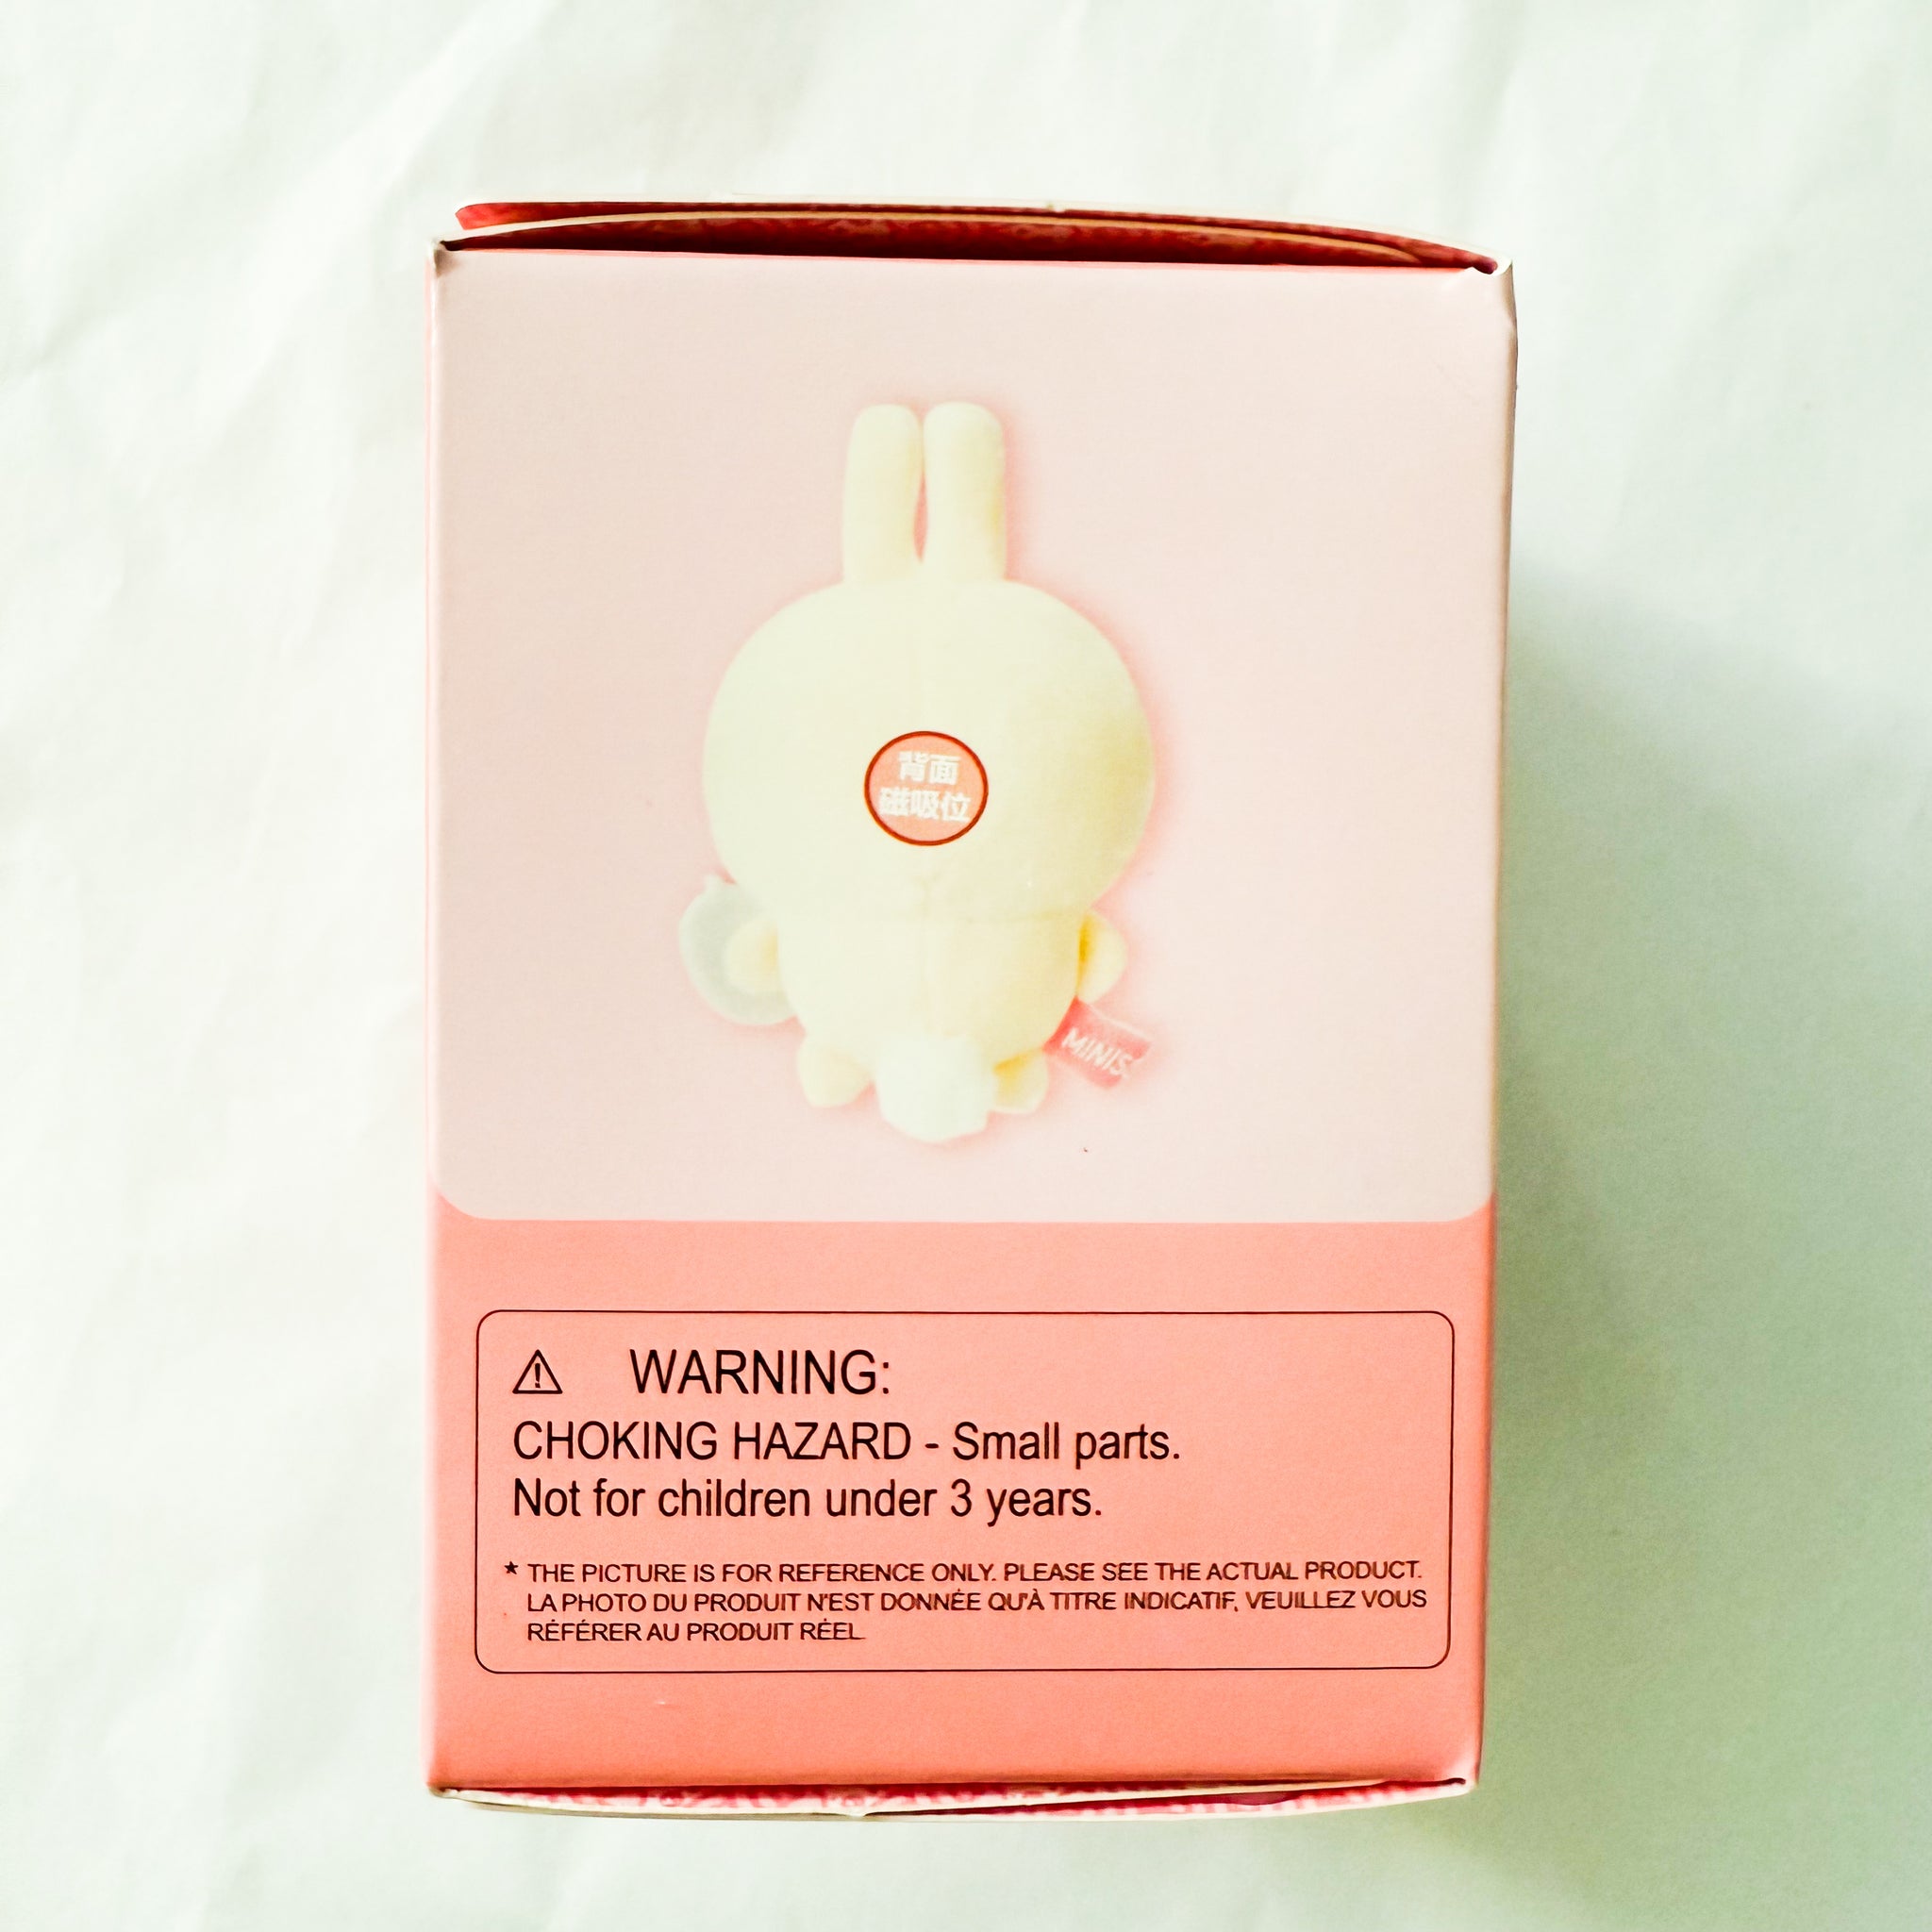 背面
磁吸位
MINIS
WARNING:
CHOKING HAZARD - Small parts.
Not for children under 3 years.
* THE PICTURE IS FOR REFERENCE ONLY. PLEASE SEE THE ACTUAL PRODUCT.
LA PHOTO DU PRODUIT N'EST DONNÉE QU'À TITRE INDICATIF, VEUILLEZ VOUS
RÉFÉRER AU PRODUIT RÉEL.